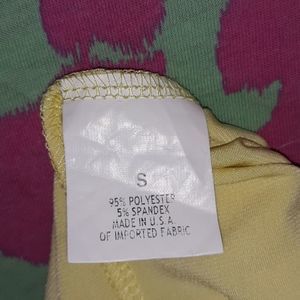 S
95% POLYESTER
5% SPANDEX
MADE IN U.S.A.
OF IMPORTED FABRIC